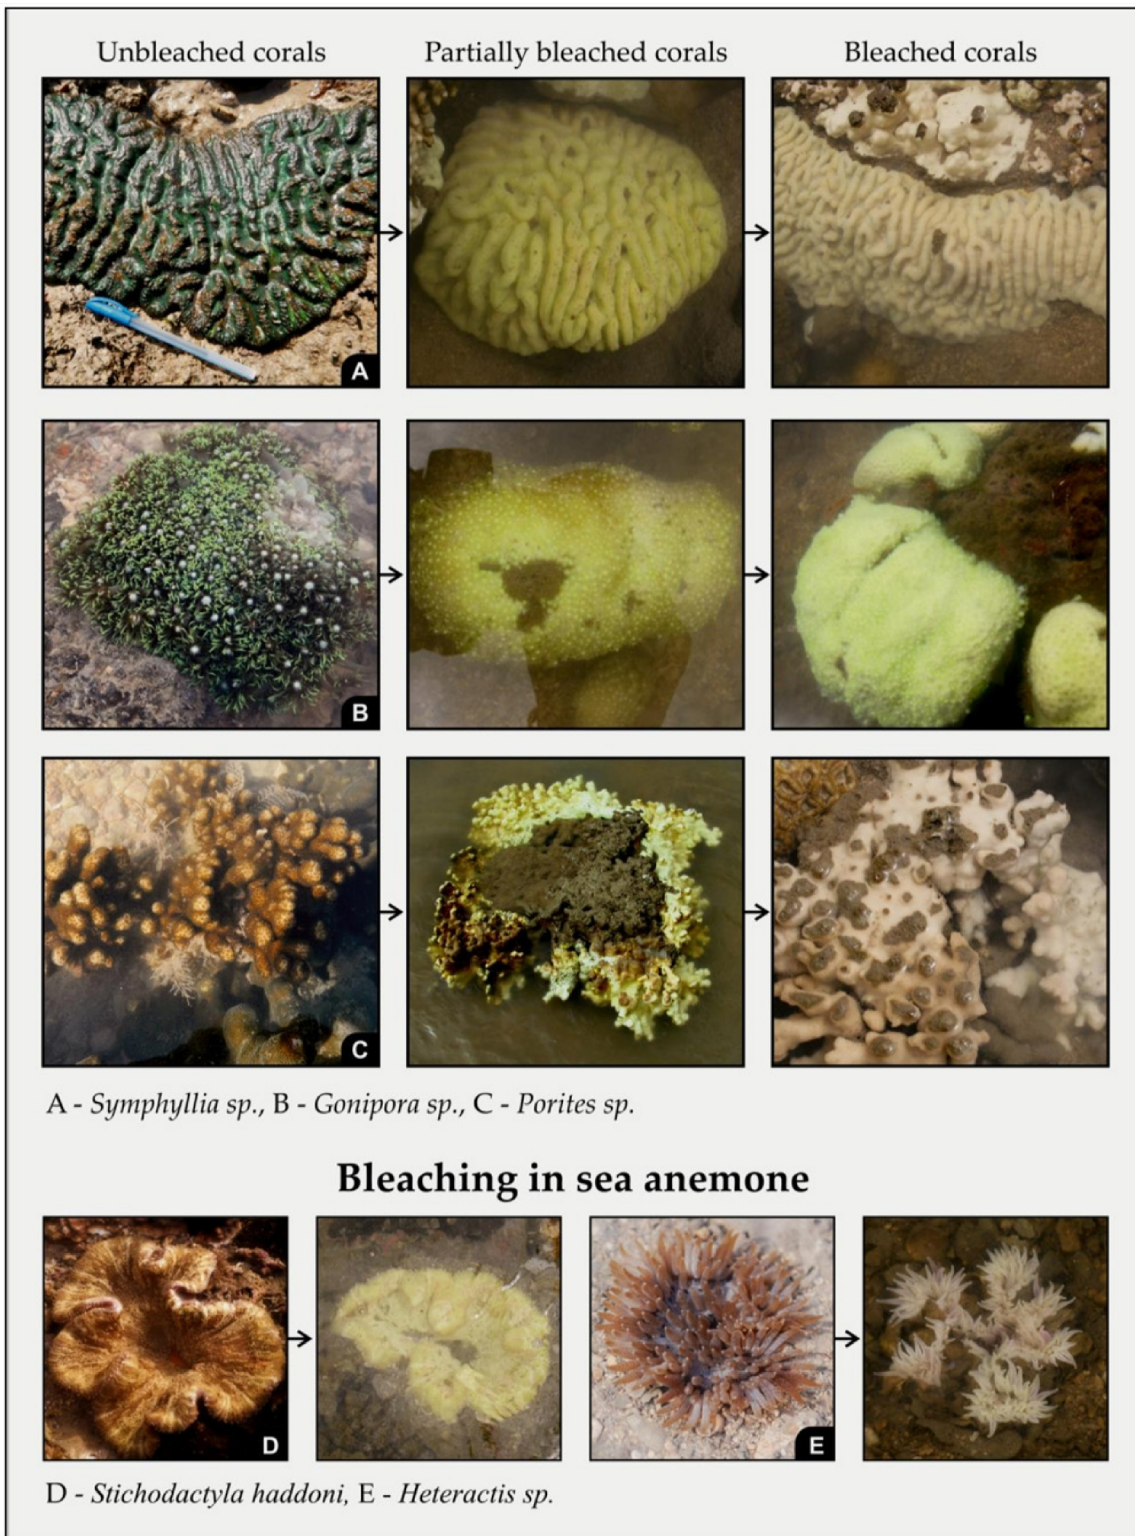 Unbleached corals Partially bleached corals Bleached corals
A
B
C
A - Symphyllia sp., B - Gonipora sp., C - Porites sp.
Bleaching in sea anemone
D E
D - Stichodactyla haddoni, E - Heteractis sp.